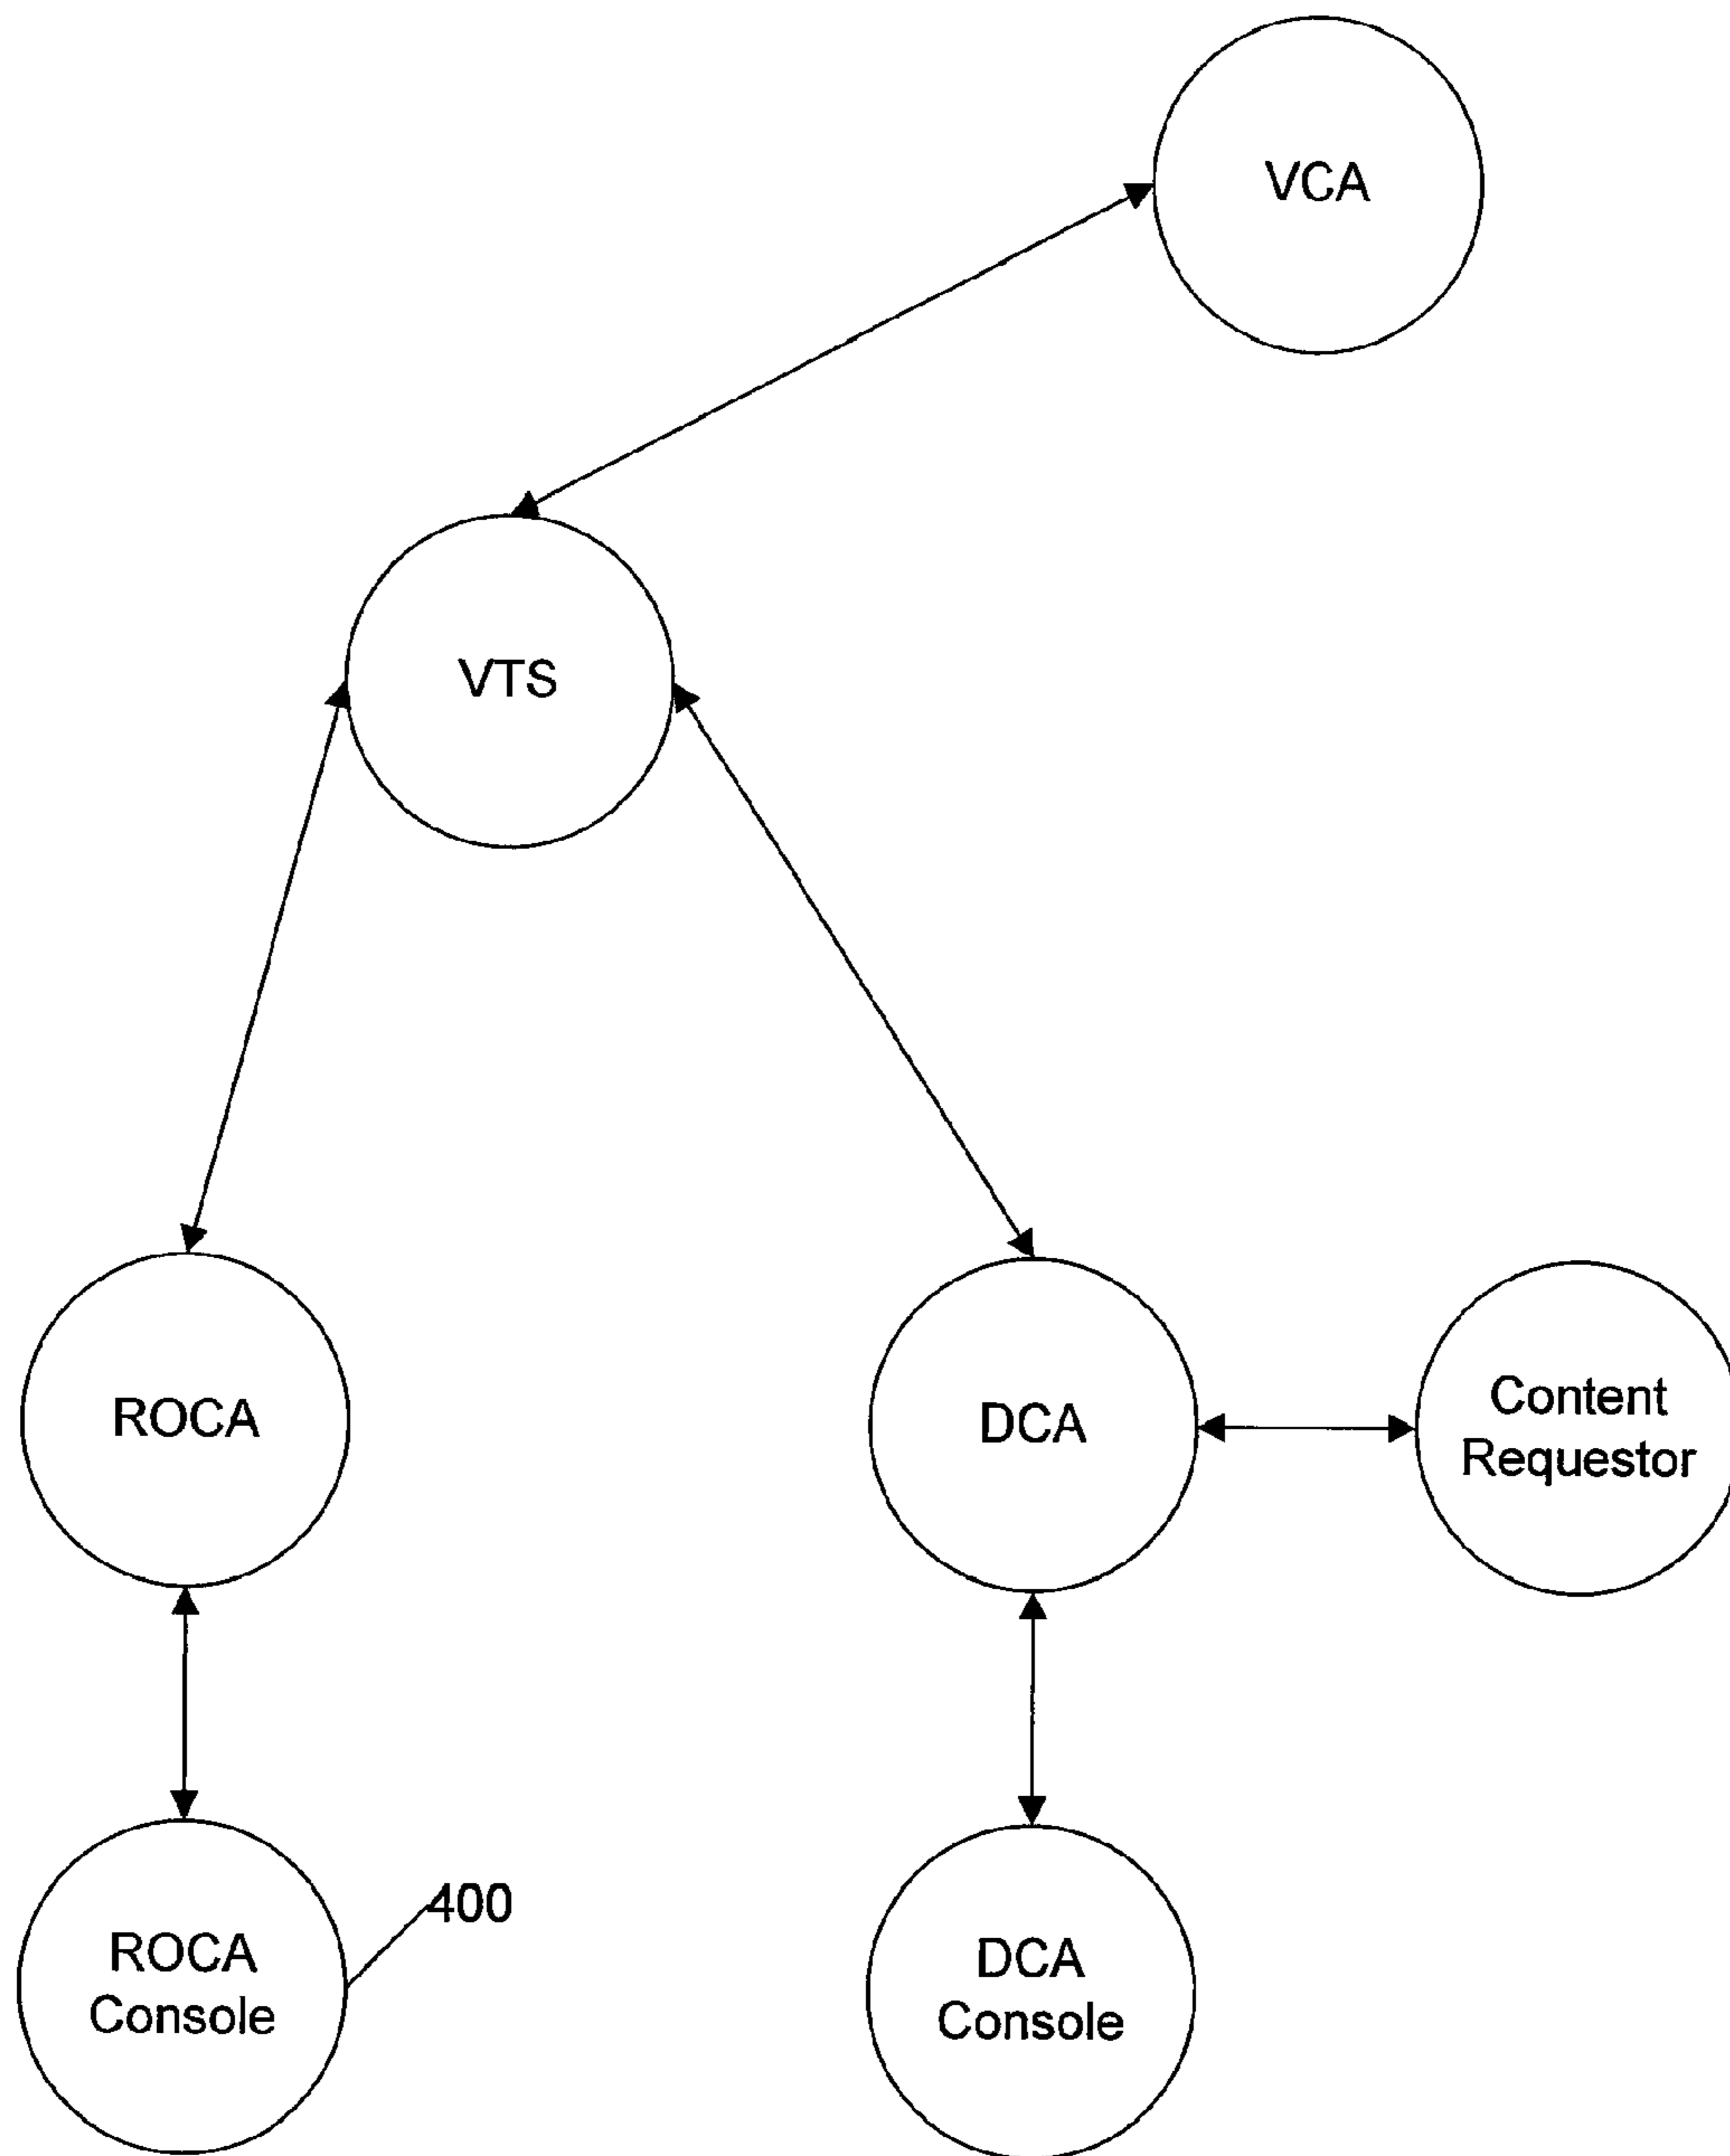 VCA
VTS
ROCA
DCA
Content
Requestor
400
ROCA
Console
DCA
Console